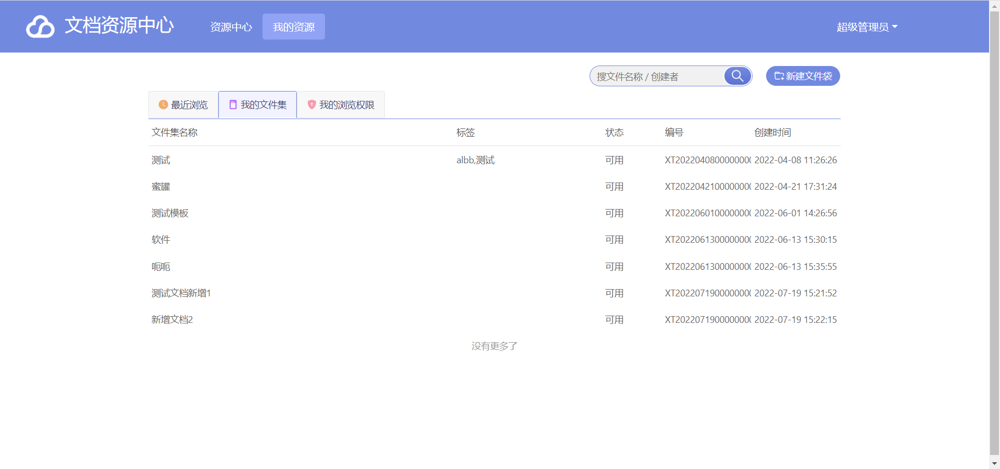 文档资源中心 资源中心 我的资源 超级管理员
搜文件名称 / 创建者 新建文件袋
最近浏览 我的文件集 我的浏览权限
文件集名称 标签 状态 编号 创建时间
测试 albb,测试 可用 XT20220408000000 2022-04-08 11:26:26
蜜罐 可用 XT20220421000000 2022-04-21 17:31:24
测试模板 可用 XT20220601000000 2022-06-01 14:26:56
软件 可用 XT20220613000000 2022-06-13 15:30:15
呃呃 可用 XT20220613000000 2022-06-13 15:35:55
测试文档新增1 可用 XT20220719000000 2022-07-19 15:21:52
新增文档2 可用 XT20220719000000 2022-07-19 15:22:15
没有更多了